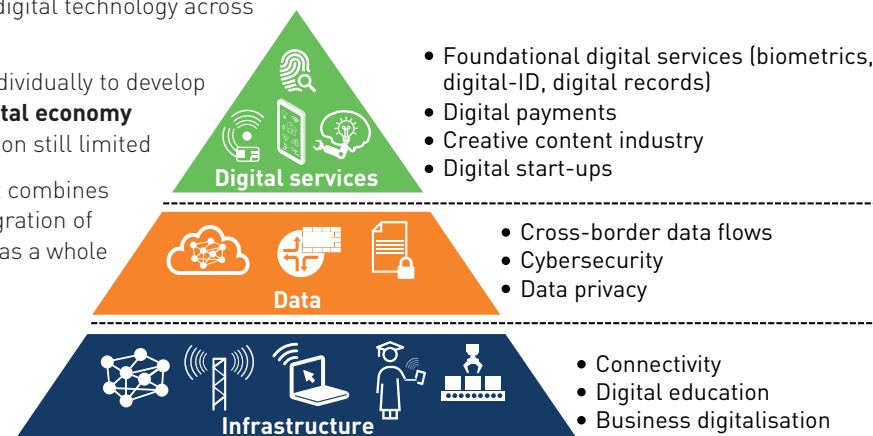 digital technology across
dividually to develop
tal economy
on still limited
combines
gration of
as a whole
Digital services
• Foundational digital services (biometrics,
digital-ID, digital records)
• Digital payments
• Creative content industry
• Digital start-ups
Data
• Cross-border data flows
• Cybersecurity
• Data privacy
Infrastructure
• Connectivity
• Digital education
• Business digitalisation